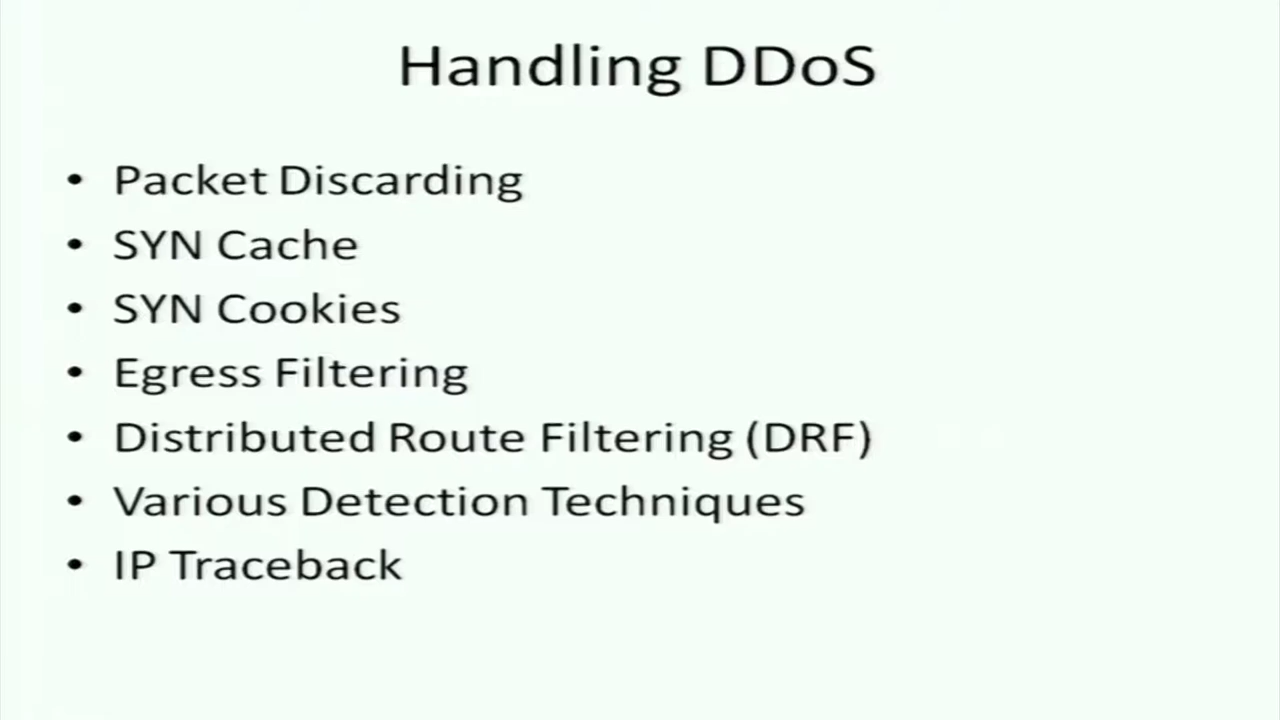 Handling DDoS
• Packet Discarding
• SYN Cache
• SYN Cookies
• Egress Filtering
• Distributed Route Filtering (DRF)
• Various Detection Techniques
• IP Traceback